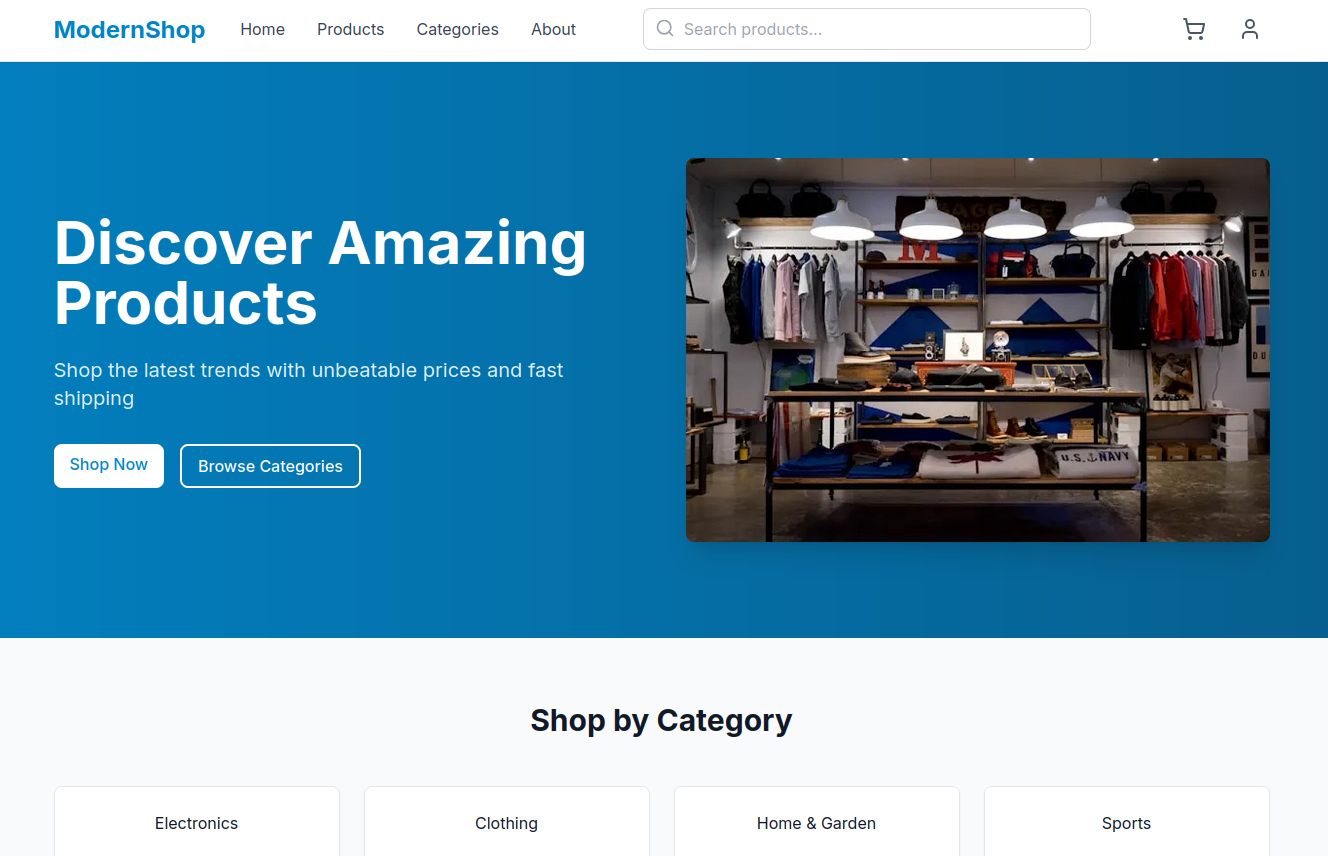 ModernShop Home Products Categories About Search products...
Discover Amazing
Products
Shop the latest trends with unbeatable prices and fast
shipping
Shop Now Browse Categories
M
U.S. NAVY
Shop by Category
Electronics Clothing Home & Garden Sports